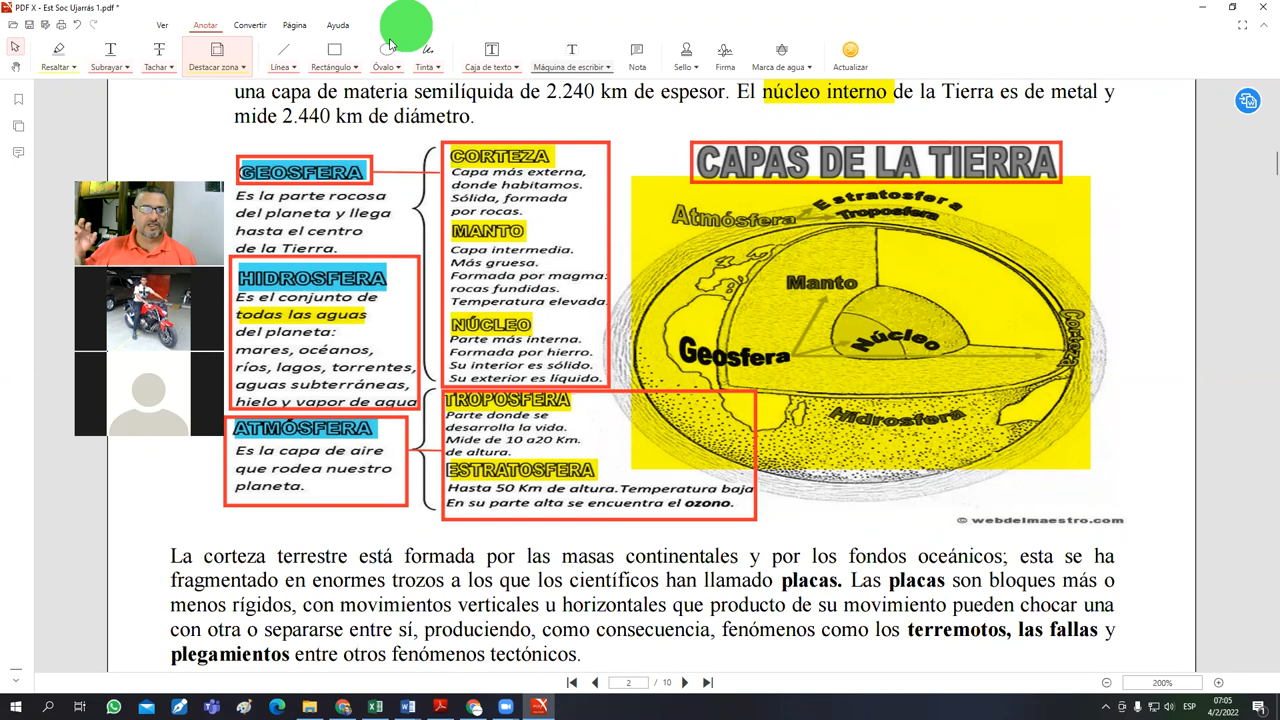 PDF X - Est Soc Ujarrás 1.pdf *
Ver
Anotar
Convertir
Página
Ayuda
Resaltar
Subrayar
Tachar
Destacar zona
Línea
Rectángulo
Óvalo
Tinta
Caja de texto
Máquina de escribir
Nota
Sello
Firma
Marca de agua
Actualizar
una capa de materia semilíquida de 2.240 km de espesor. El núcleo interno de la Tierra es de metal y
mide 2.440 km de diámetro.
GEOSFERA
Es la parte rocosa
del planeta y llega
hasta el centro
de la Tierra.
HIDROSFERA
Es el conjunto de
todas las aguas
del planeta:
mares, océanos,
ríos, lagos, torrentes,
aguas subterráneas,
hielo y vapor de agua
ATMÓSFERA
Es la capa de aire
que rodea nuestro
planeta.
CORTEZA
Capa más externa,
donde habitamos.
Sólida, formada
por rocas.
MANTO
Capa intermedia.
Más gruesa.
Formada por magma:
rocas fundidas.
Temperatura elevada.
NÚCLEO
Parte más interna.
Formada por hierro.
Su interior es sólido.
Su exterior es líquido.
TROPOSFERA
Parte donde se
desarrolla la vida.
Mide de 10 a20 Km.
de altura.
ESTRATOSFERA
Hasta 50 Km de altura.Temperatura baja
En su parte alta se encuentra el ozono.
CAPAS DE LA TIERRA
Atmósfera
Estratosfera
Troposfera
Manto
Núcleo
Geosfera
Corteza
Hidrosfera
© webdelmaestro.com
La corteza terrestre está formada por las masas continentales y por los fondos oceánicos; esta se ha
fragmentado en enormes trozos a los que los científicos han llamado placas. Las placas son bloques más o
menos rígidos, con movimientos verticales u horizontales que producto de su movimiento pueden chocar una
con otra o separarse entre sí, produciendo, como consecuencia, fenómenos como los terremotos, las fallas y
plegamientos entre otros fenómenos tectónicos.
2 / 10
200%
ESP
07:05
4/2/2022